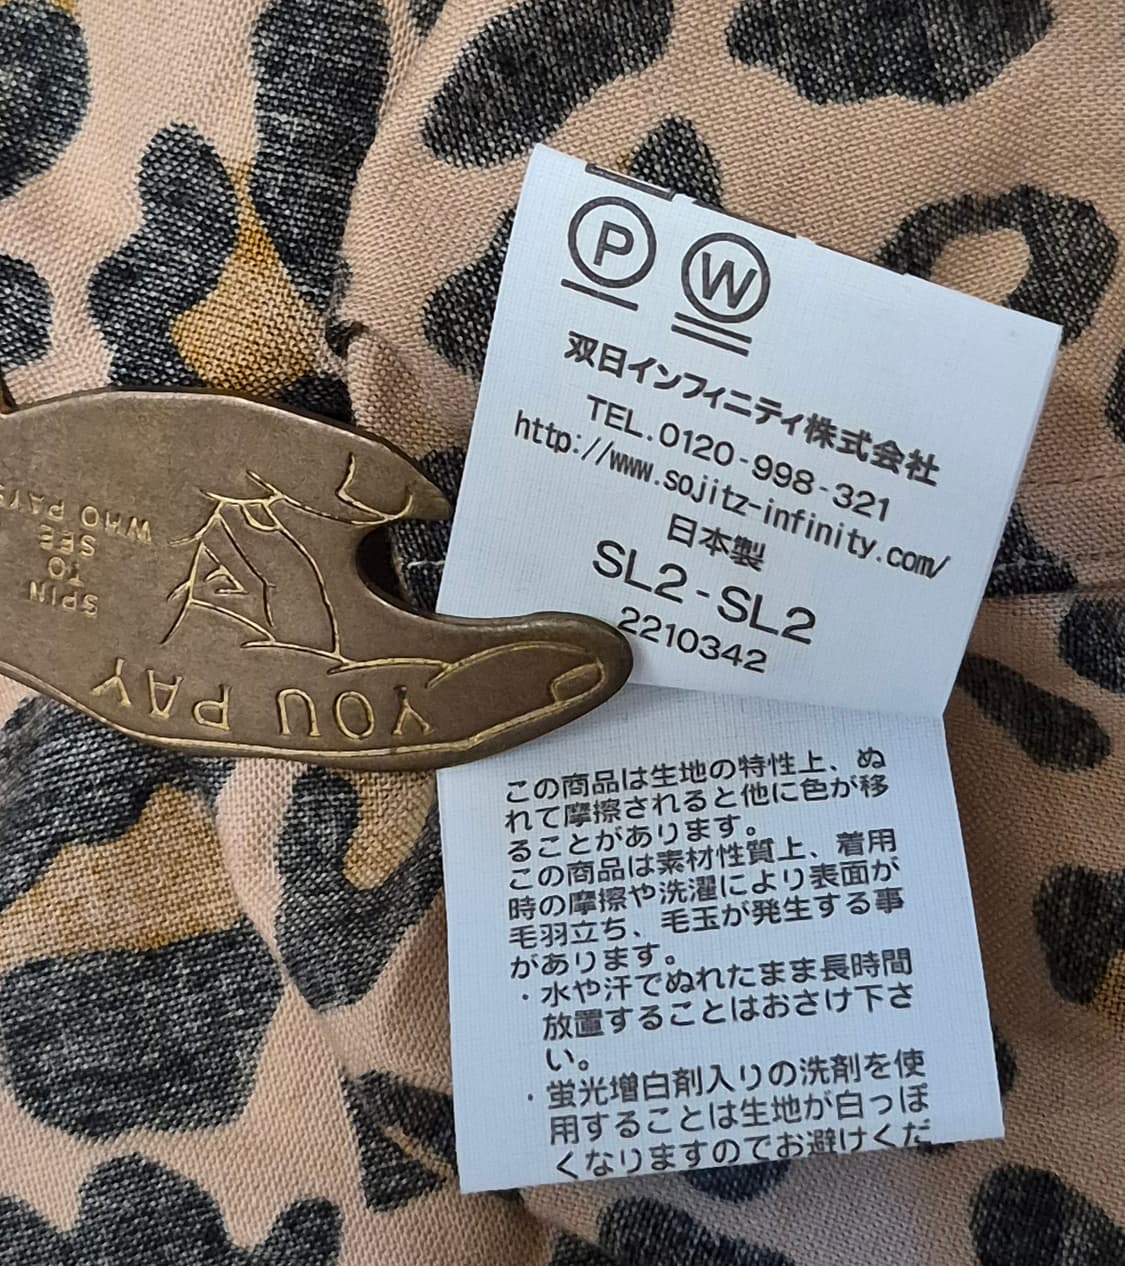 P W
双日インフィニティ株式会社
TEL.0120-998-321
http://www.sojitz-infinity.com/
日本製
SL2-SL2
2210342
この商品は生地の特性上、ぬ
れて摩擦されると他に色が移
ることがあります。
この商品は素材性質上、着用
時の摩擦や洗濯により表面が
毛羽立ち、毛玉が発生する事
があります。
・水や汗でぬれたまま長時間
放置することはおさけ下さ
い。
・蛍光増白剤入りの洗剤を使
用することは生地が白っぽ
くなりますのでお避けくだ
YOU PAY
SPIN
TO
SEE
WHO PAYS